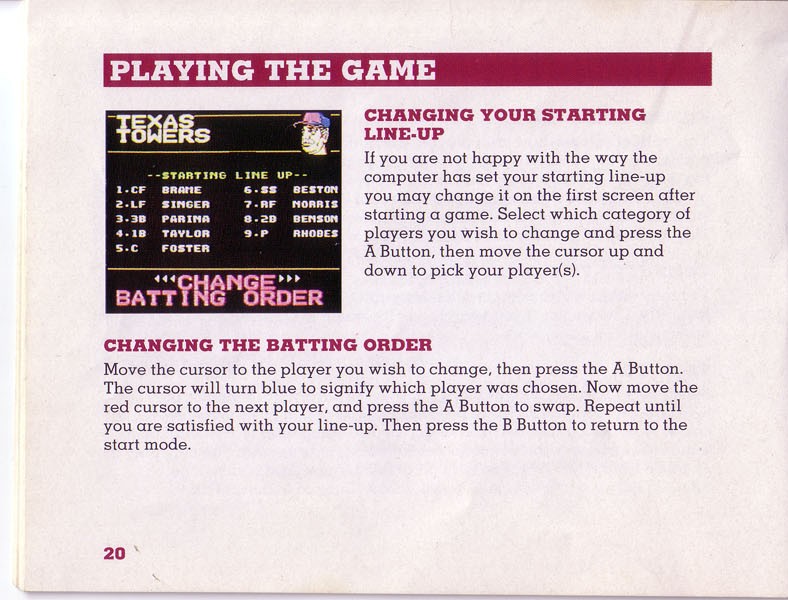 PLAYING THE GAME
TEXAS
TOWERS
--STARTING LINE UP--
1.CF BRAME 6.SS BESTON
2.LF SINGER 7.RF NORRIS
3.3B PARINA 8.2B BENSON
4.1B TAYLOR 9.P RHODES
5.C FOSTER
CHANGE
BATTING ORDER
CHANGING YOUR STARTING
LINE-UP
If you are not happy with the way the
computer has set your starting line-up
you may change it on the first screen after
starting a game. Select which category of
players you wish to change and press the
A Button, then move the cursor up and
down to pick your player(s).
CHANGING THE BATTING ORDER
Move the cursor to the player you wish to change, then press the A Button.
The cursor will turn blue to signify which player was chosen. Now move the
red cursor to the next player, and press the A Button to swap. Repeat until
you are satisfied with your line-up. Then press the B Button to return to the
start mode.
20